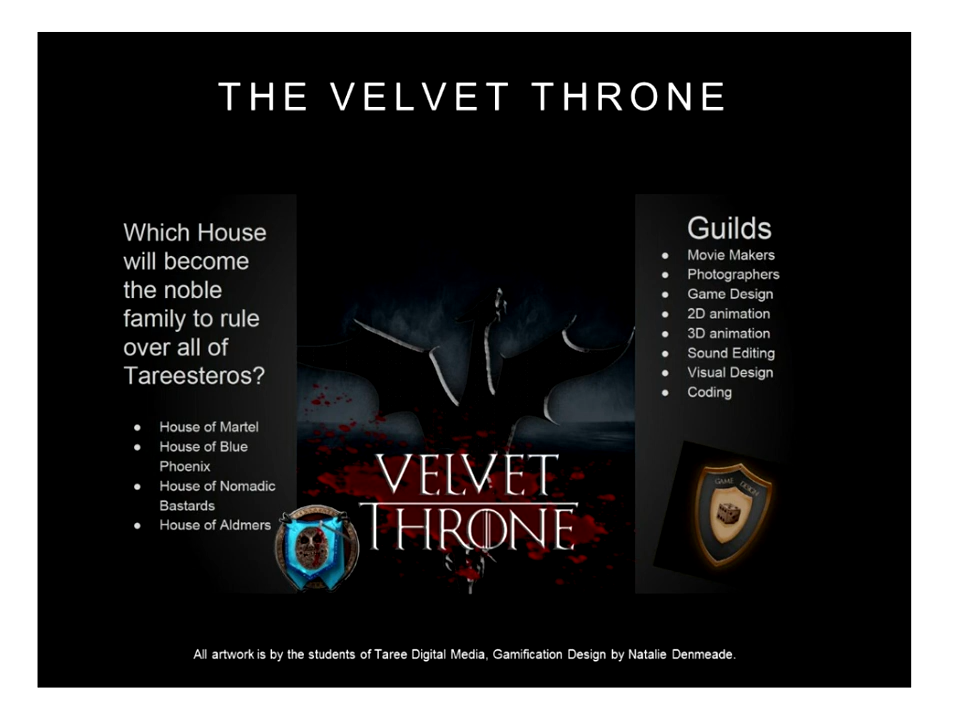 THE VELVET THRONE
Which House
will become
the noble
family to rule
over all of
Tareesteros?
● House of Martel
● House of Blue
Phoenix
● House of Nomadic
Bastards
● House of Aldmers
VELVET
THRONE
Guilds
● Movie Makers
● Photographers
● Game Design
● 2D animation
● 3D animation
● Sound Editing
● Visual Design
● Coding
GAME DESIGN
All artwork is by the students of Taree Digital Media, Gamification Design by Natalie Denmeade.